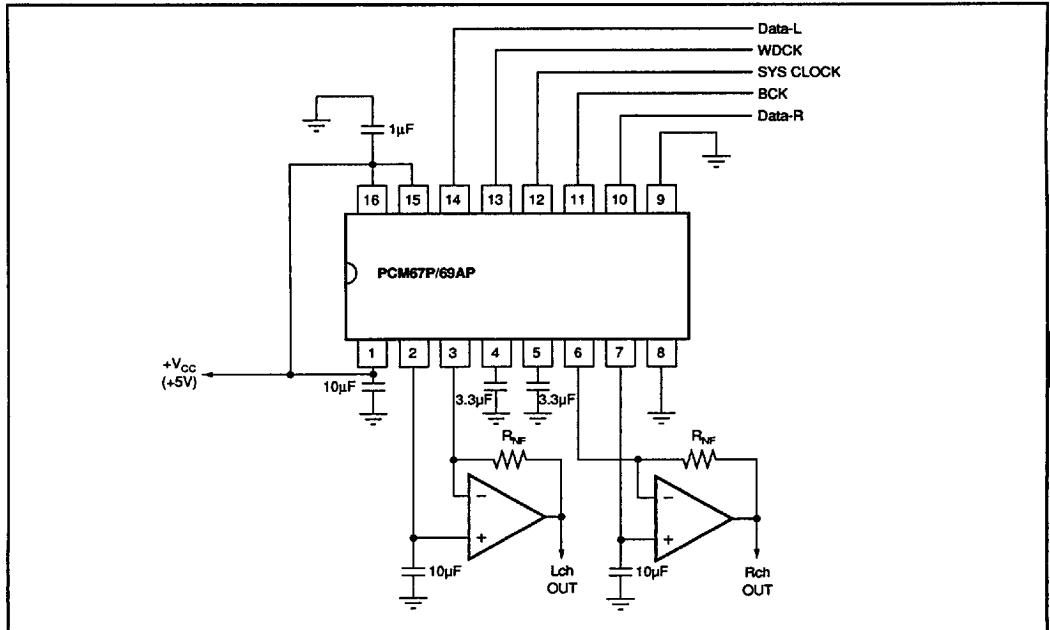 Data-L
WDCK
SYS CLOCK
BCK
Data-R
1µF
16 15 14 13 12 11 10 9
PCM67P/69AP
1 2 3 4 5 6 7 8
+VCC
(+5V)
10µF
3.3µF
3.3µF
RNF
RNF
−
−
+
+
10µF
10µF
Lch
OUT
Rch
OUT